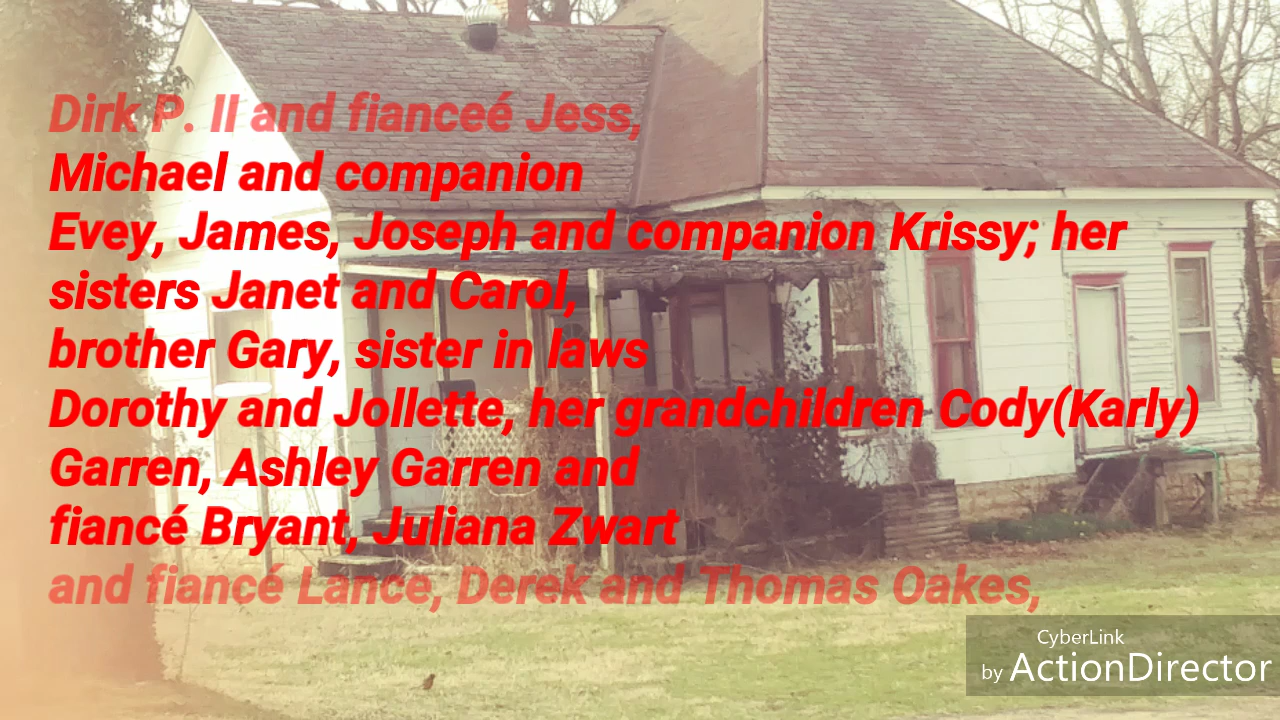 Dirk P. II and fianceé Jess,
Michael and companion
Evey, James, Joseph and companion Krissy; her
sisters Janet and Carol,
brother Gary, sister in laws
Dorothy and Jollette, her grandchildren Cody(Karly)
Garren, Ashley Garren and
fiancé Bryant, Juliana Zwart
and fiancé Lance, Derek and Thomas Oakes,
CyberLink
by ActionDirector